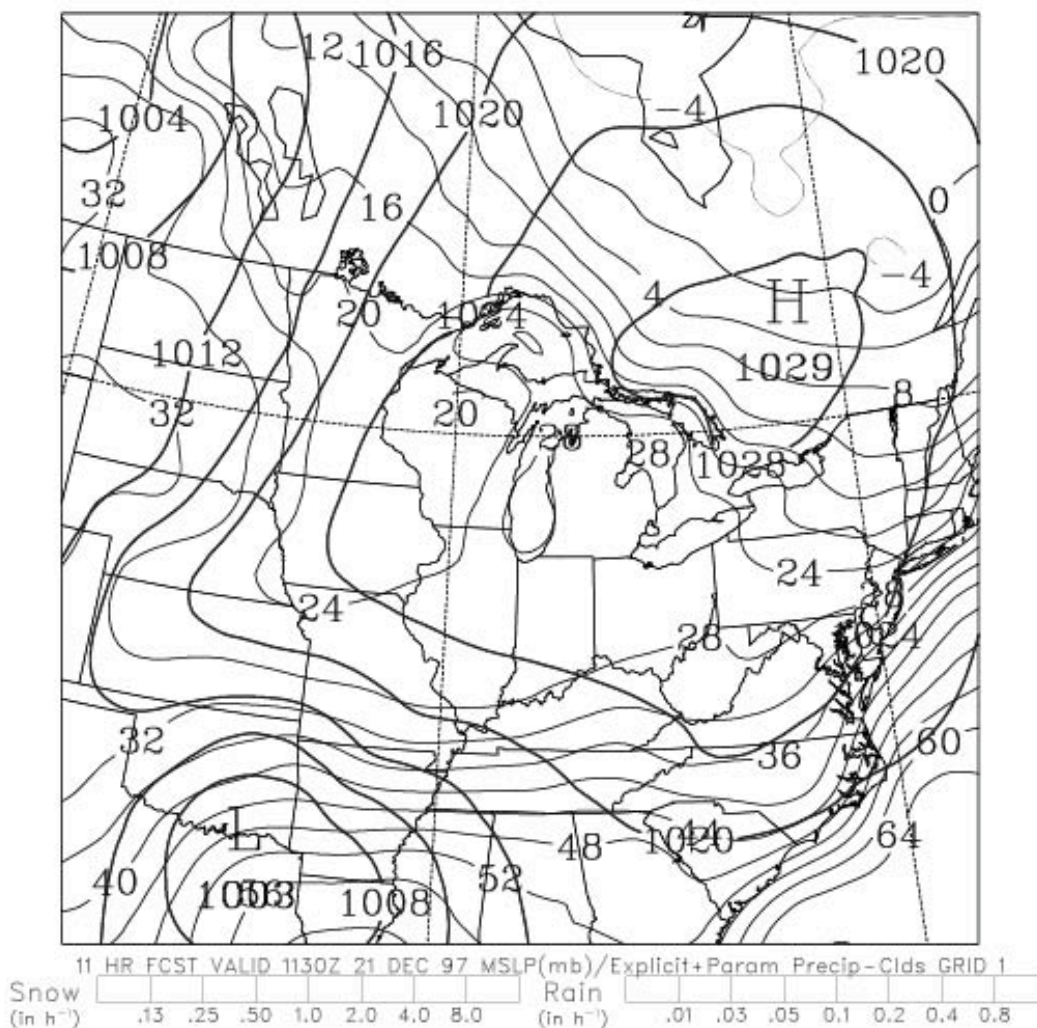 12 1016 1020
1020
1004 -4
32 16 0
1008 -4
4 H
20
1012 1029
8
32 20
28 1028
24
24
28
32 36 60
L 48 1020 64
40 52
1008
11 HR FCST VALID 1130Z 21 DEC 97 MSLP(mb)/Explicit+Param Precip-Clds GRID 1
Snow Rain
(in h⁻¹) .13 .25 .50 1.0 2.0 4.0 8.0 (in h⁻¹) .01 .03 .05 0.1 0.2 0.4 0.8